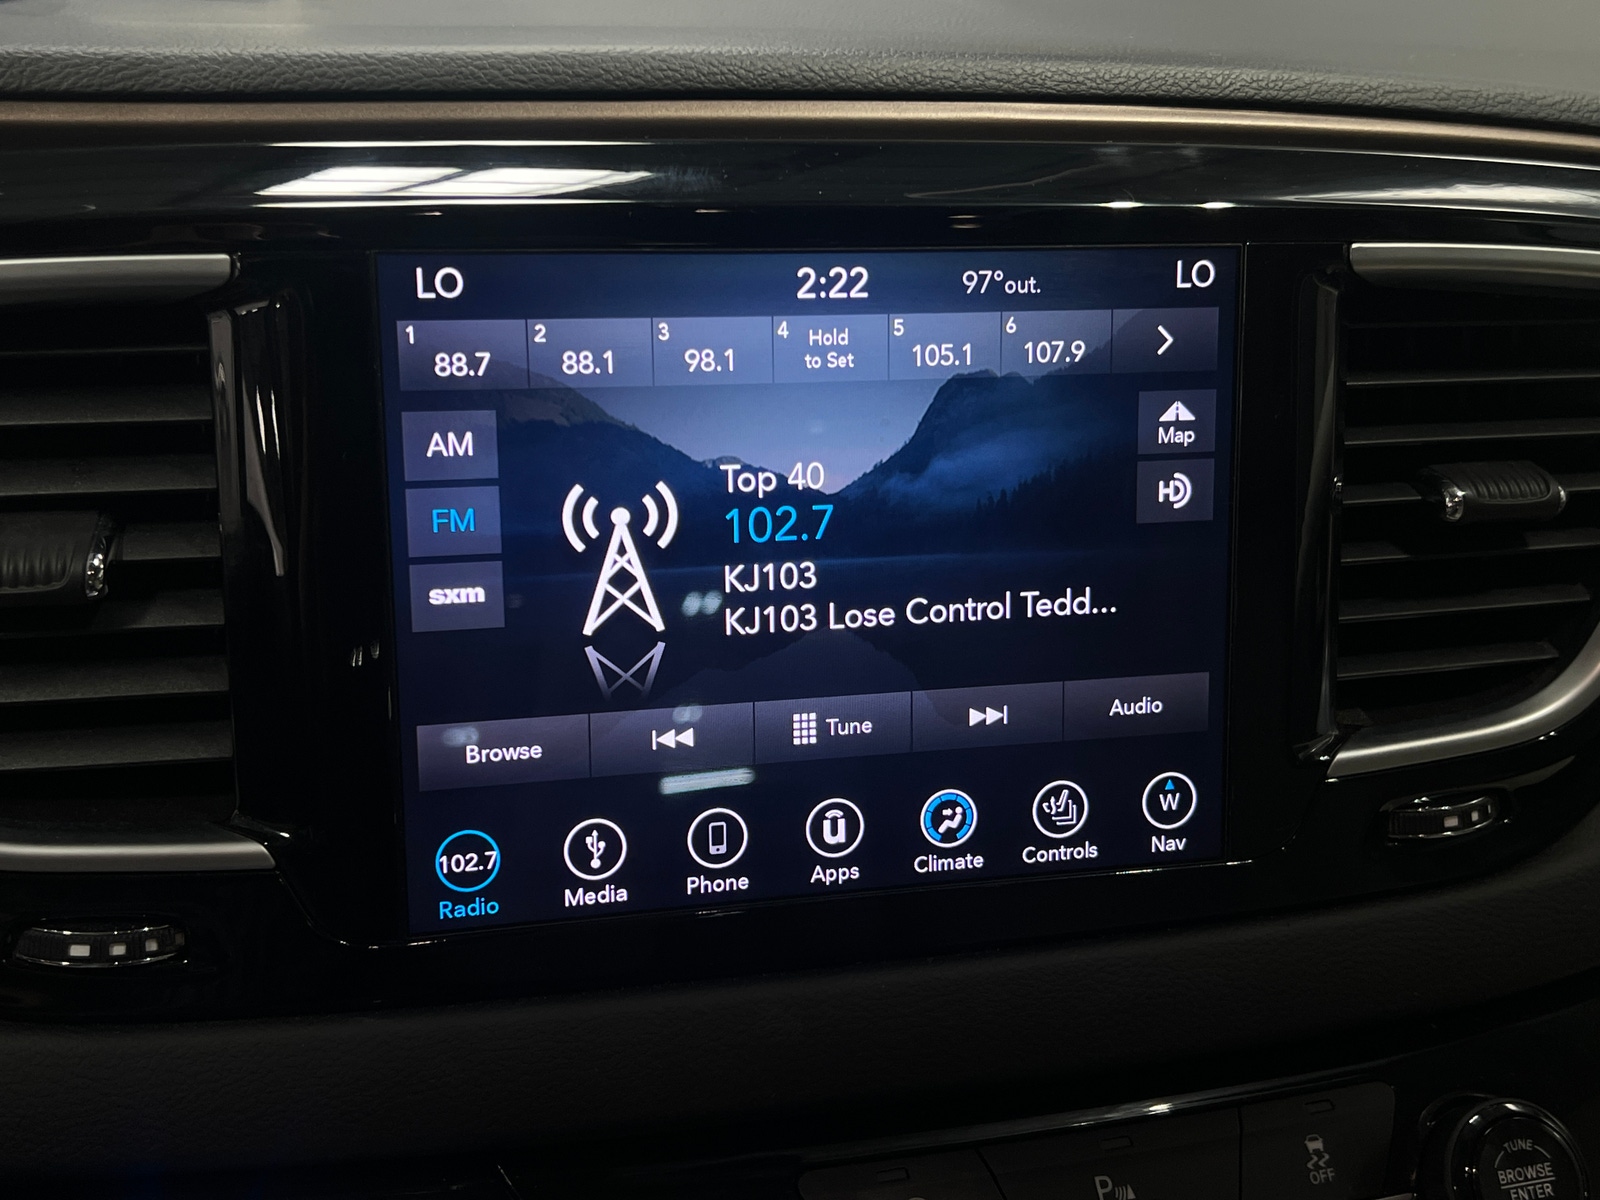 LO 2:22 97°out. LO
1 88.7 2 88.1 3 98.1 4 Hold to Set 5 105.1 6 107.9
AM
Map
FM
HD
sxm
Top 40
102.7
KJ103
KJ103 Lose Control Tedd...
Browse Tune Audio
102.7 W
Radio Media Phone Apps Climate Controls Nav
P OFF
TUNE
BROWSE
ENTER